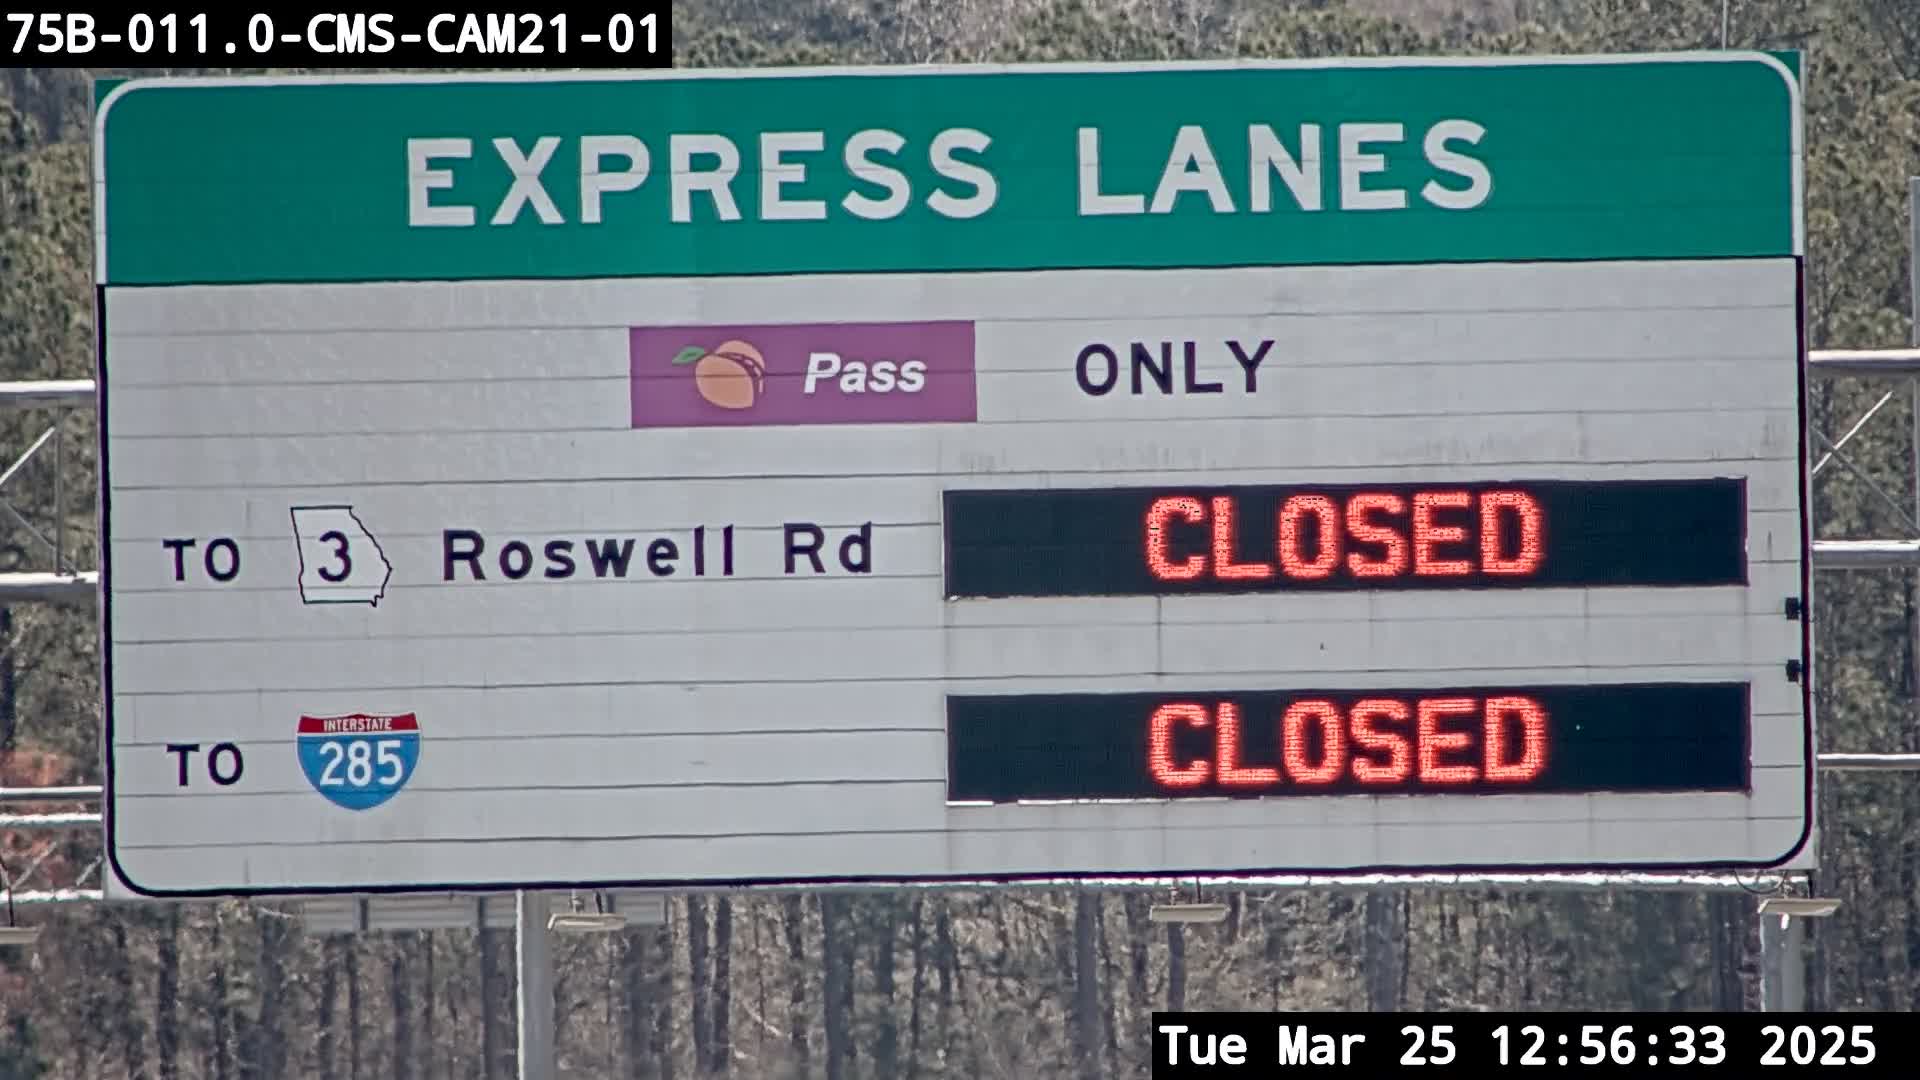 75B-011.0-CMS-CAM21-01
EXPRESS LANES
Pass ONLY
TO 3 Roswell Rd CLOSED
TO INTERSTATE 285 CLOSED
Tue Mar 25 12:56:33 2025